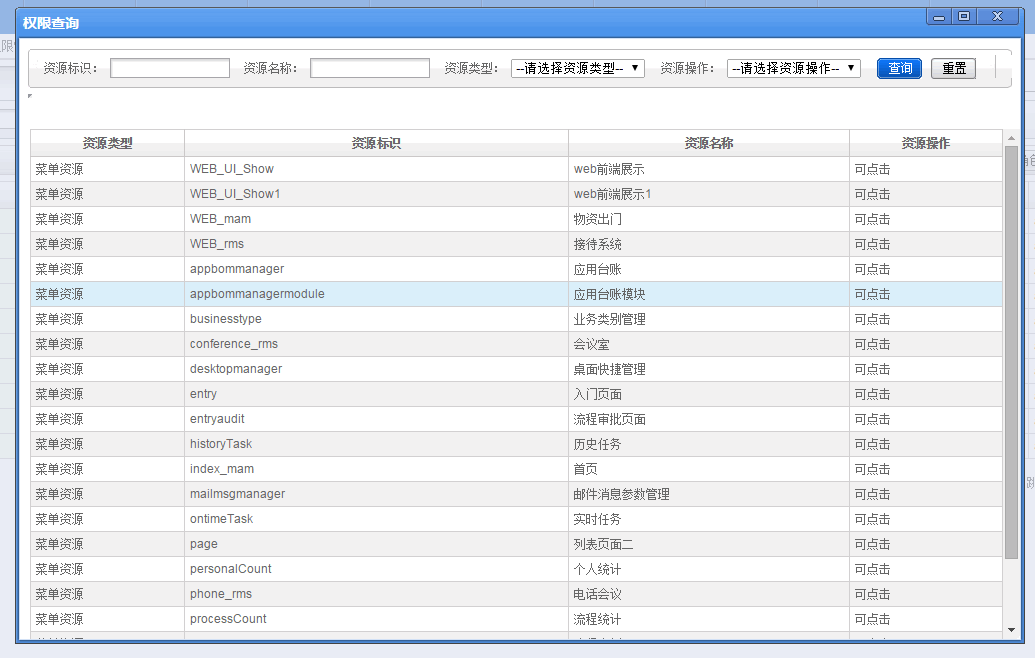 权限查询
资源标识： 资源名称： 资源类型： --请选择资源类型-- 资源操作： --请选择资源操作-- 查询 重置
资源类型 资源标识 资源名称 资源操作
菜单资源 WEB_UI_Show web前端展示 可点击
菜单资源 WEB_UI_Show1 web前端展示1 可点击
菜单资源 WEB_mam 物资出门 可点击
菜单资源 WEB_rms 接待系统 可点击
菜单资源 appbommanager 应用台账 可点击
菜单资源 appbommanagermodule 应用台账模块 可点击
菜单资源 businesstype 业务类别管理 可点击
菜单资源 conference_rms 会议室 可点击
菜单资源 desktopmanager 桌面快捷管理 可点击
菜单资源 entry 入门页面 可点击
菜单资源 entryaudit 流程审批页面 可点击
菜单资源 historyTask 历史任务 可点击
菜单资源 index_mam 首页 可点击
菜单资源 mailmsgmanager 邮件消息参数管理 可点击
菜单资源 ontimeTask 实时任务 可点击
菜单资源 page 列表页面二 可点击
菜单资源 personalCount 个人统计 可点击
菜单资源 phone_rms 电话会议 可点击
菜单资源 processCount 流程统计 可点击